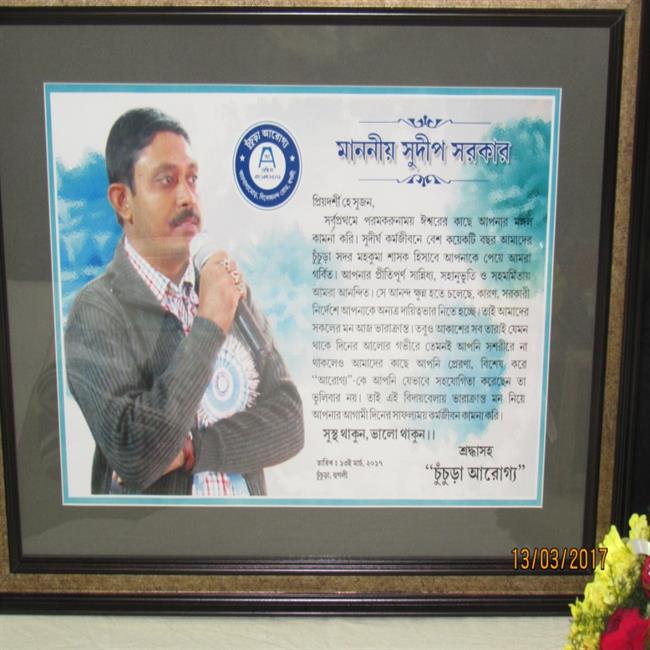 চুঁচুড়া আরোগ্য
মাননীয় সুদীপ সরকার
প্রিয়দর্শী হে সুজন,
সর্বপ্রথমে পরমকরুনাময় ঈশ্বরের কাছে আপনার মঙ্গল
কামনা করি। সুদীর্ঘ কর্মজীবনে বেশ কয়েকটি বছর আমাদের
চুঁচুড়া সদর মহকুমা শাসক হিসাবে আপনাকে পেয়ে আমরা
গর্বিত। আপনার প্রীতিপূর্ণ সান্নিধ্য, সহানুভূতি ও সহমর্মিতায়
আমরা আনন্দিত। সে আনন্দ ক্ষুন্ন হতে চলেছে, কারণ, সরকারী
নির্দেশে আপনাকে অন্যত্র দায়িত্বভার নিতে হচ্ছে। তাই আমাদের
সকলের মন আজ ভারাক্রান্ত। তবুও আকাশের সব তারাই যেমন
থাকে দিনের আলোর গভীরে তেমনই আপনি সশরীরে না
থাকলেও আমাদের কাছে আপনি প্রেরণা, বিশেষ করে
“আরোগ্য”-কে আপনি যেভাবে সহযোগিতা করেছেন তা
ভুলিবার নয়। তাই এই বিদায়বেলায় ভারাক্রান্ত মন নিয়ে
আপনার আগামী দিনের সাফল্যময় কর্মজীবন কামনা করি।
সুস্থ থাকুন, ভালো থাকুন।।
শ্রদ্ধাসহ
“চুঁচুড়া আরোগ্য”
তারিখ : ১৩ই মার্চ, ২০১৭
চুঁচুড়া, হুগলী
13/03/2017